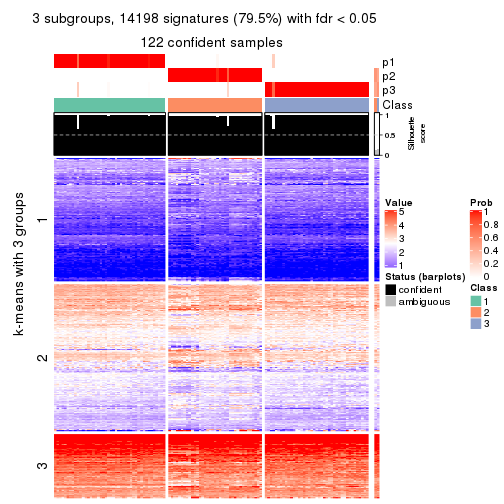 3 subgroups, 14198 signatures (79.5%) with fdr < 0.05
122 confident samples
p1
p2
p3
Class
1
0.5
0
Silhouette
score
k-means with 3 groups
1
2
3
Value
5
4
3
2
1
Status (barplots)
confident
ambiguous
Prob
1
0.8
0.6
0.4
0.2
0
Class
1
2
3